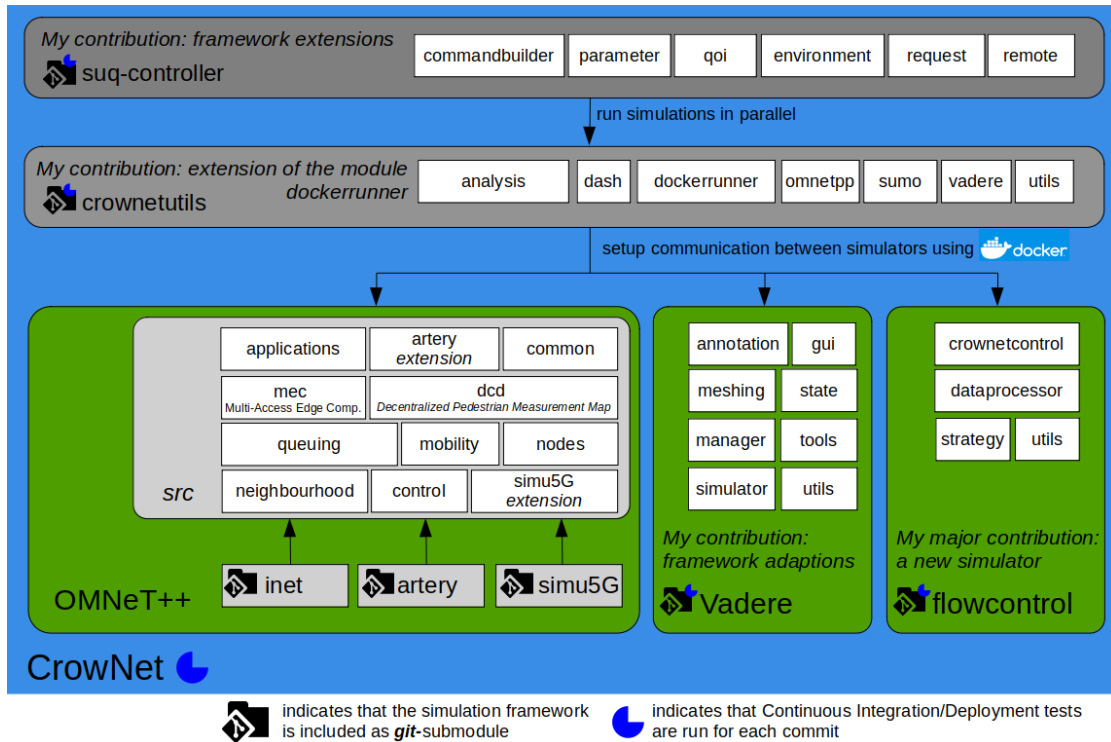 My contribution: framework extensions
suq-controller
commandbuilder
parameter
qoi
environment
request
remote
run simulations in parallel
My contribution: extension of the module
dockerrunner
crownetutils
analysis
dash
dockerrunner
omnetpp
sumo
vadere
utils
setup communication between simulators using
docker
applications
artery
extension
common
mec
Multi-Access Edge Comp.
dcd
Decentralized Pedestrian Measurement Map
queuing
mobility
nodes
src
neighbourhood
control
simu5G
extension
inet
artery
simu5G
OMNeT++
annotation
gui
meshing
state
manager
tools
simulator
utils
My contribution:
framework adaptions
Vadere
crownetcontrol
dataprocessor
strategy
utils
My major contribution:
a new simulator
flowcontrol
CrowNet
indicates that the simulation framework
is included as git-submodule
indicates that Continuous Integration/Deployment tests
are run for each commit